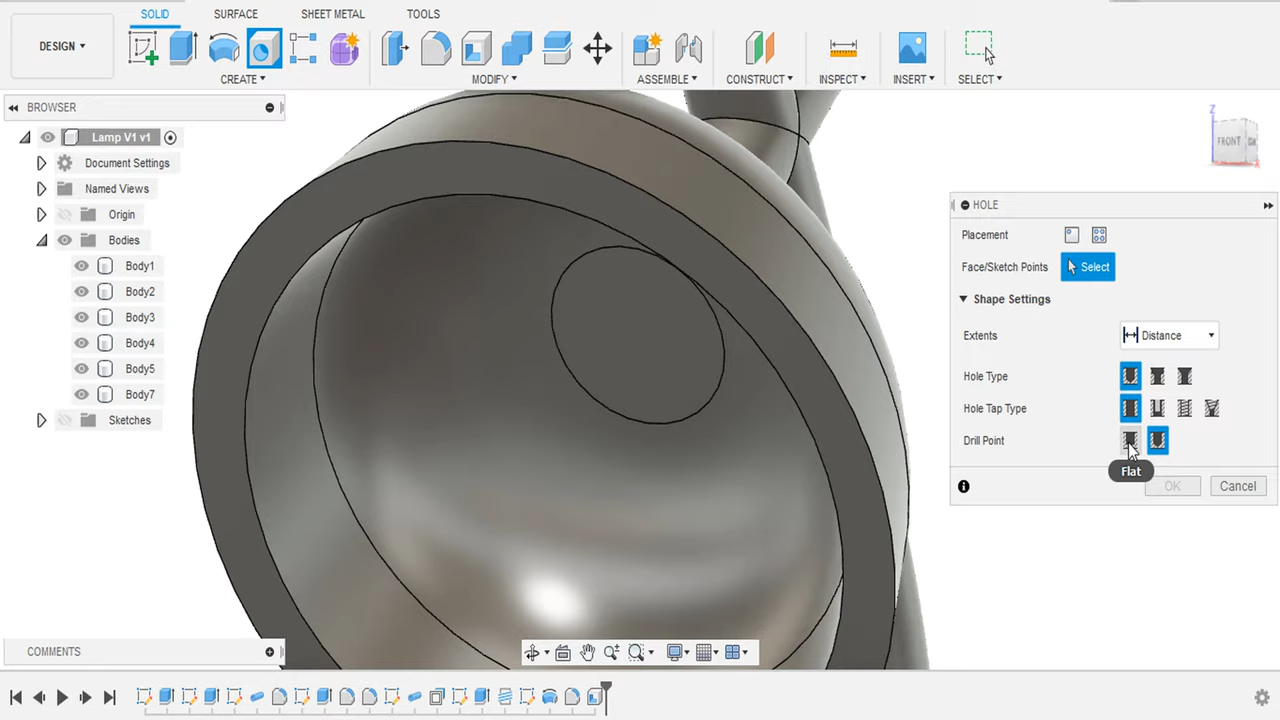 SOLID SURFACE SHEET METAL TOOLS
DESIGN
CREATE MODIFY ASSEMBLE CONSTRUCT INSPECT INSERT SELECT
BROWSER
Lamp V1 v1
Document Settings
Named Views
Origin
Bodies
Body1
Body2
Body3
Body4
Body5
Body7
Sketches
Z
FRONT
X
HOLE
Placement
Face/Sketch Points Select
Shape Settings
Extents Distance
Hole Type
Hole Tap Type
Drill Point
Flat
OK Cancel
COMMENTS